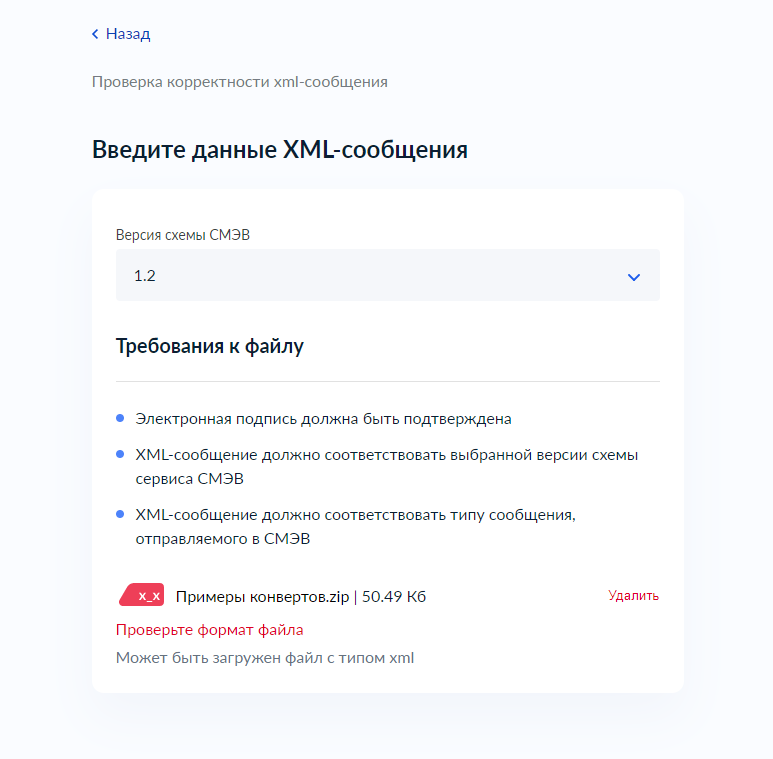 Назад
Проверка корректности xml-сообщения
Введите данные XML-сообщения
Версия схемы СМЭВ
1.2
Требования к файлу
Электронная подпись должна быть подтверждена
XML-сообщение должно соответствовать выбранной версии схемы
сервиса СМЭВ
XML-сообщение должно соответствовать типу сообщения,
отправляемого в СМЭВ
x_x Примеры конвертов.zip | 50.49 Кб Удалить
Проверьте формат файла
Может быть загружен файл с типом xml